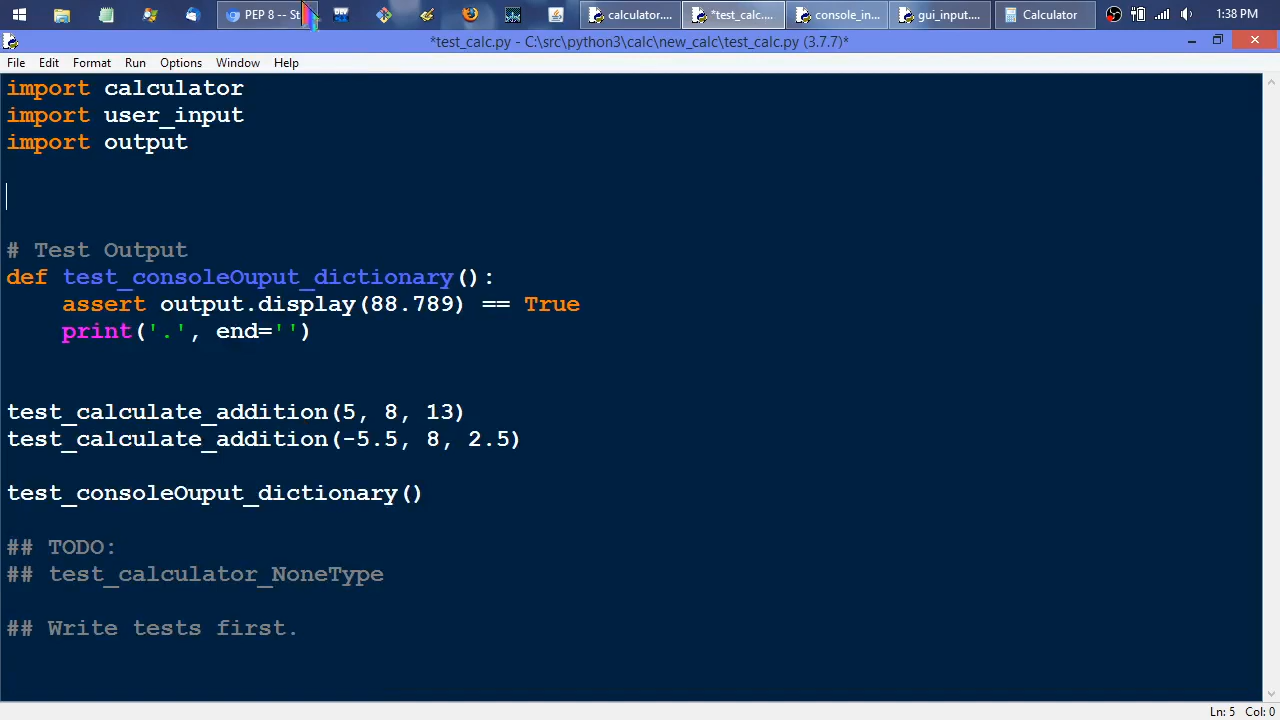 PEP 8 -- St
calculator....
*test_calc....
console_in...
gui_input....
Calculator
1:38 PM
*test_calc.py - C:\src\python3\calc\new_calc\test_calc.py (3.7.7)*
File Edit Format Run Options Window Help
import calculator
import user_input
import output
# Test Output
def test_consoleOuput_dictionary():
assert output.display(88.789) == True
print('.', end='')
test_calculate_addition(5, 8, 13)
test_calculate_addition(-5.5, 8, 2.5)
test_consoleOuput_dictionary()
## TODO:
## test_calculator_NoneType
## Write tests first.
Ln: 5 Col: 0